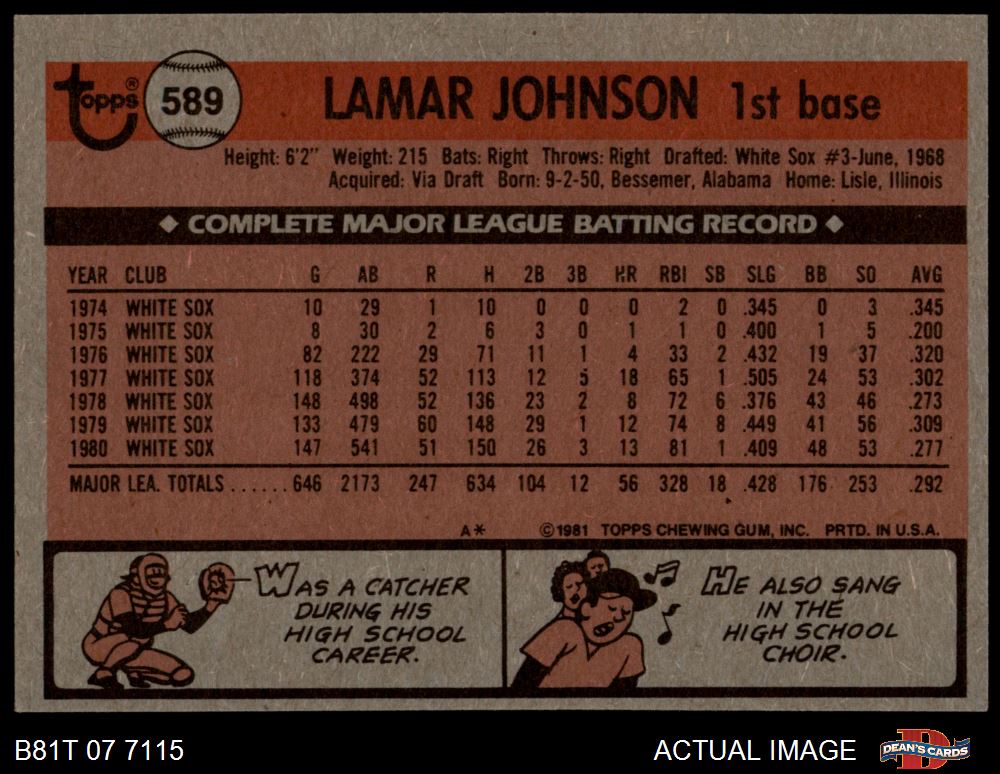 Topps®
589
LAMAR JOHNSON 1st base
Height: 6'2" Weight: 215 Bats: Right Throws: Right Drafted: White Sox #3-June, 1968
Acquired: Via Draft Born: 9-2-50, Bessemer, Alabama Home: Lisle, Illinois
◆ COMPLETE MAJOR LEAGUE BATTING RECORD ◆
YEAR CLUB G AB R H 2B 3B HR RBI SB SLG BB SO AVG
1974 WHITE SOX 10 29 1 10 0 0 0 2 0 .345 0 3 .345
1975 WHITE SOX 8 30 2 6 3 0 1 1 0 .400 1 5 .200
1976 WHITE SOX 82 222 29 71 11 1 4 33 2 .432 19 37 .320
1977 WHITE SOX 118 374 52 113 12 5 18 65 1 .505 24 53 .302
1978 WHITE SOX 148 498 52 136 23 2 8 72 6 .376 43 46 .273
1979 WHITE SOX 133 479 60 148 29 1 12 74 8 .449 41 56 .309
1980 WHITE SOX 147 541 51 150 26 3 13 81 1 .409 48 53 .277
MAJOR LEA. TOTALS ...... 646 2173 247 634 104 12 56 328 18 .428 176 253 .292
A* ©1981 TOPPS CHEWING GUM, INC. PRTD. IN U.S.A.
WAS A CATCHER
DURING HIS
HIGH SCHOOL
CAREER.
HE ALSO SANG
IN THE
HIGH SCHOOL
CHOIR.
B81T 07 7115 ACTUAL IMAGE DEAN'S CARDS